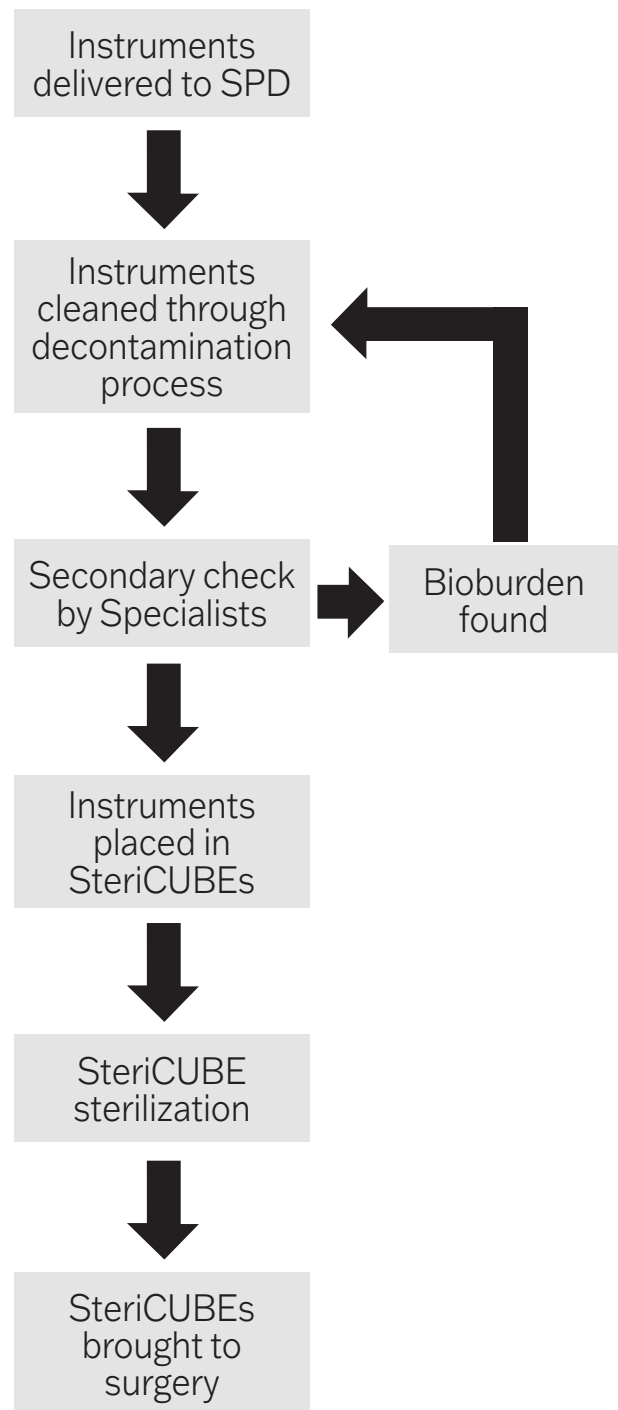 Instruments
delivered to SPD
Instruments
cleaned through
decontamination
process
Secondary check
by Specialists
Bioburden
found
Instruments
placed in
SteriCUBEs
SteriCUBE
sterilization
SteriCUBEs
brought to
surgery